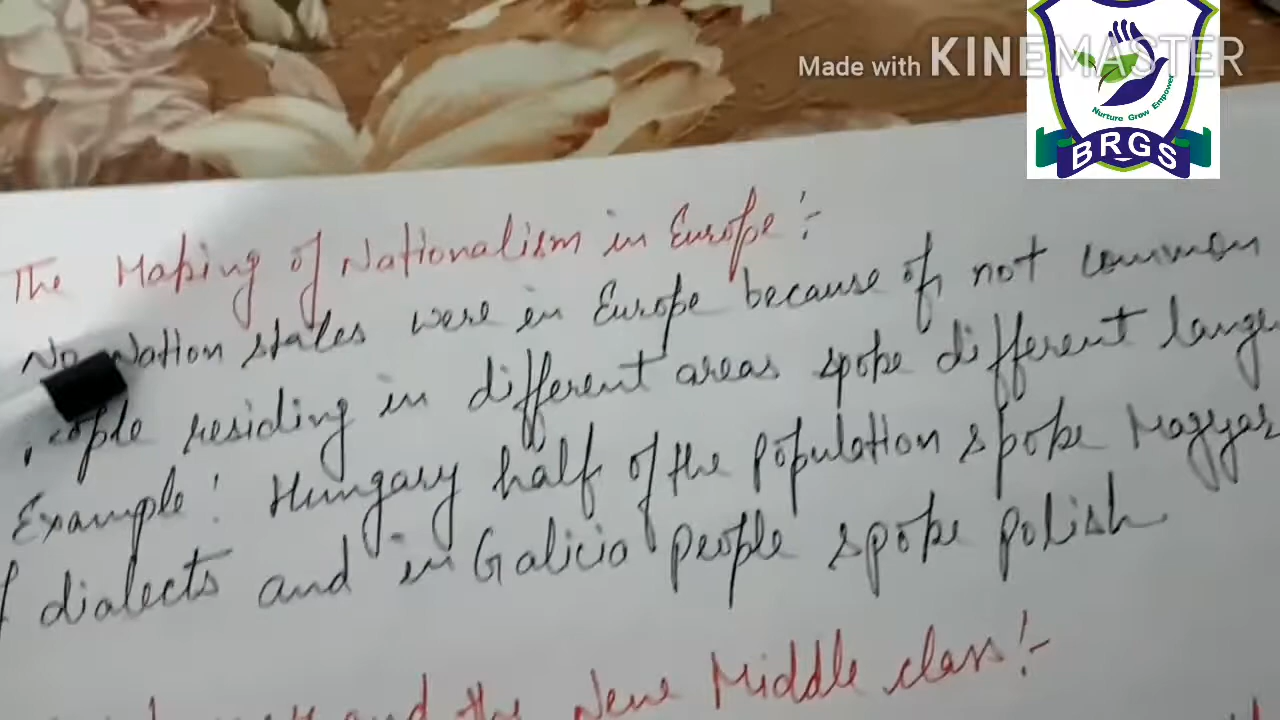 Made with KINEMASTER
Nurture Grow Empower
BRGS
The Making of Nationalism in Europe :-
No Nation states were in Europe because of not common
people residing in different areas spoke different
Example : Hungary half of the population spoke Magyar
dialects and in Galicia people spoke polish
and the New Middle class :-